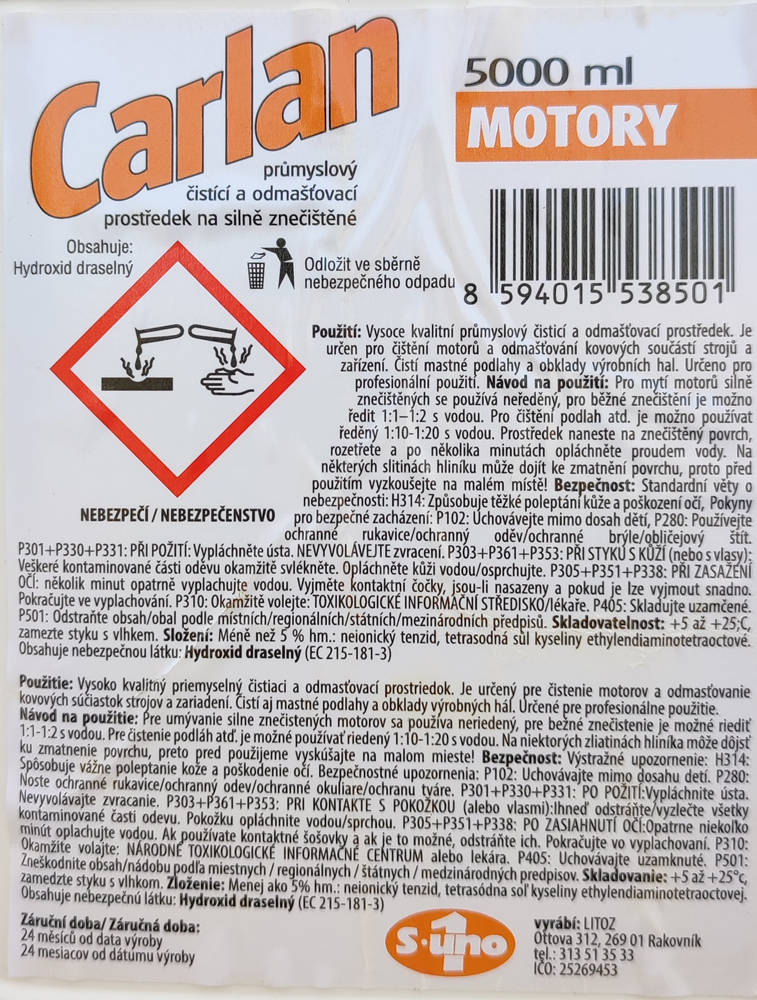 Carlan
5000 ml
MOTORY
průmyslový
čistící a odmašťovací
prostředek na silně znečištěné
Obsahuje:
Hydroxid draselný
Odložit ve sběrně
nebezpečného odpadu
8 594015 538501
Použití: Vysoce kvalitní průmyslový čisticí a odmašťovací prostředek. Je
určen pro čištění motorů a odmašťování kovových součástí strojů a
zařízení. Čistí mastné podlahy a obklady výrobních hal. Určeno pro
profesionální použití. Návod na použití: Pro mytí motorů silně
znečištěných se používá neředěný, pro běžné znečištění je možno
ředit 1:1–1:2 s vodou. Pro čištění podlah atd. je možno používat
ředěný 1:10-1:20 s vodou. Prostředek naneste na znečištěný povrch,
rozetřete a po několika minutách opláchněte proudem vody. Na
některých slitinách hliníku může dojít ke zmatnění povrchu, proto před
použitím vyzkoušejte na malém místě! Bezpečnost: Standardní věty o
nebezpečnosti: H314: Způsobuje těžké poleptání kůže a poškození očí, Pokyny
NEBEZPEČÍ / NEBEZPEČENSTVO
pro bezpečné zacházení: P102: Uchovávejte mimo dosah dětí, P280: Používejte
ochranné rukavice/ochranný oděv/ochranné brýle/obličejový štít.
P301+P330+P331: PŘI POŽITÍ: Vypláchněte ústa. NEVYVOLÁVEJTE zvracení. P303+P361+P353: PŘI STYKU S KŮŽÍ (nebo s vlasy):
Veškeré kontaminované části oděvu okamžitě svlékněte. Opláchněte kůži vodou/osprchujte. P305+P351+P338: PŘI ZASAŽENÍ
OČÍ: několik minut opatrně vyplachujte vodou. Vyjměte kontaktní čočky, jsou-li nasazeny a pokud je lze vyjmout snadno.
Pokračujte ve vyplachování. P310: Okamžitě volejte: TOXIKOLOGICKÉ INFORMAČNÍ STŘEDISKO/lékaře. P405: Skladujte uzamčené.
P501: Odstraňte obsah/obal podle místních/regionálních/státních/mezinárodních předpisů. Skladovatelnost: +5 až +25;C,
zamezte styku s vlhkem. Složení: Méně než 5 % hm.: neionický tenzid, tetrasodná sůl kyseliny ethylendiaminotetraoctové.
Obsahuje nebezpečnou látku: Hydroxid draselný (EC 215-181-3)
Použitie: Vysoko kvalitný priemyselný čistiaci a odmasťovací prostriedok. Je určený pre čistenie motorov a odmasťovanie
kovových súčiastok strojov a zariadení. Čistí aj mastné podlahy a obklady výrobných hál. Určené pre profesionálne použitie.
Návod na použitie: Pre umývanie silne znečistených motorov sa používa neriedený, pre bežné znečistenie je možné riediť
1:1-1:2 s vodou. Pre čistenie podláh atď. je možné používať riedený 1:10-1:20 s vodou. Na niektorých zliatinách hliníka môže dôjsť
ku zmatnenie povrchu, preto pred použijeme vyskúšajte na malom mieste! Bezpečnost: Výstražné upozornenie: H314:
Spôsobuje vážne poleptanie kože a poškodenie očí. Bezpečnostné upozornenia: P102: Uchovávajte mimo dosahu detí. P280:
Noste ochranné rukavice/ochranný odev/ochranné okuliare/ochranu tváre. P301+P330+P331: PO POŽITÍ:Vypláchnite ústa.
Nevyvolávajte zvracanie. P303+P361+P353: PRI KONTAKTE S POKOŽKOU (alebo vlasmi):Ihneď odstráňte/vyzlečte všetky
kontaminované časti odevu. Pokožku opláchnite vodou/sprchou. P305+P351+P338: PO ZASIAHNUTÍ OČÍ:Opatrne niekoľko
minút oplachujte vodou. Ak používate kontaktné šošovky a ak je to možné, odstráňte ich. Pokračujte vo vyplachovaní. P310:
Okamžite volajte: NÁRODNÉ TOXIKOLOGICKÉ INFORMAČNÉ CENTRUM alebo lekára. P405: Uchovávajte uzamknuté. P501:
Zneškodnite obsah/nádobu podľa miestnych / regionálnych / štátnych / medzinárodných predpisov. Skladovanie: +5 až +25°c,
zamedzte styku s vlhkom. Zloženie: Menej ako 5% hm.: neionický tenzid, tetrasódna soľ kyseliny ethylendiaminotetraoctovej.
Obsahuje nebezpečnú látku: Hydroxid draselný (EC 215-181-3)
Záruční doba/ Záručná doba:
24 měsíců od data výroby
24 mesiacov od dátumu výroby
S·uno
vyrábí: LITOZ
Ottova 312, 269 01 Rakovník
tel.: 313 51 35 33
IČO: 25269453